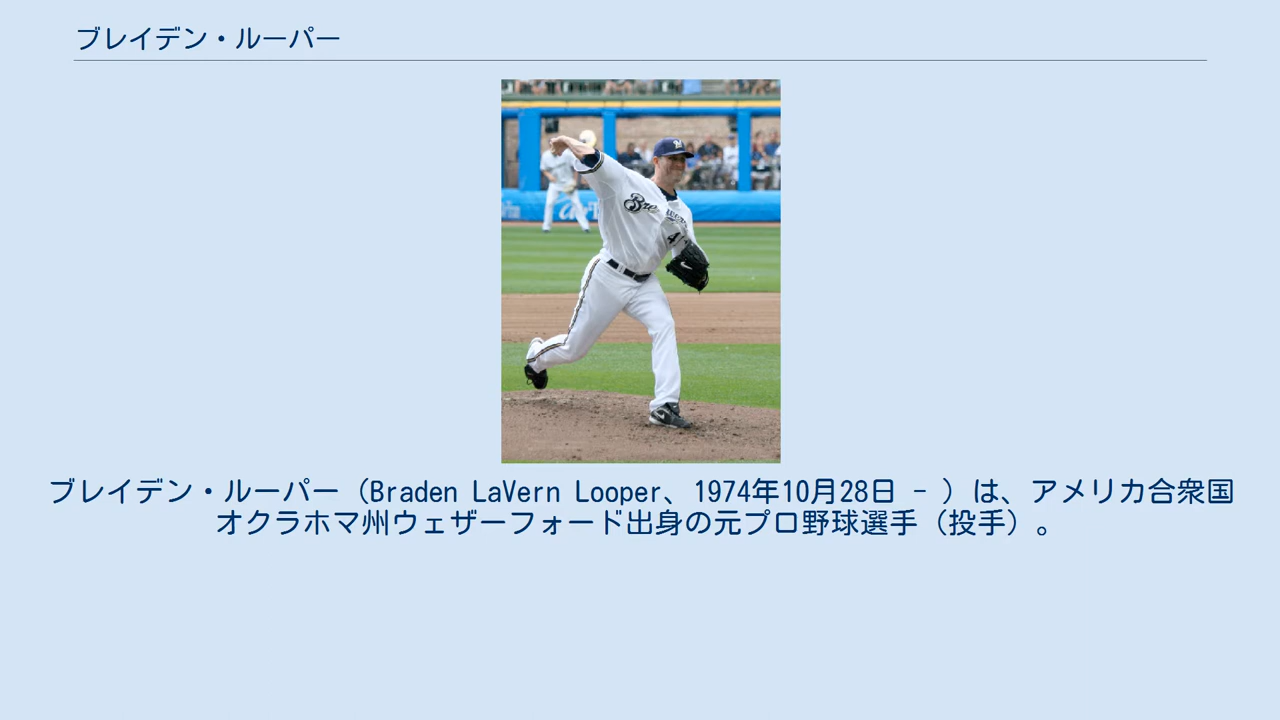 ブレイデン・ルーパー
ブレイデン・ルーパー（Braden LaVern Looper、1974年10月28日 - ）は、アメリカ合衆国
オクラホマ州ウェザーフォード出身の元プロ野球選手（投手）。